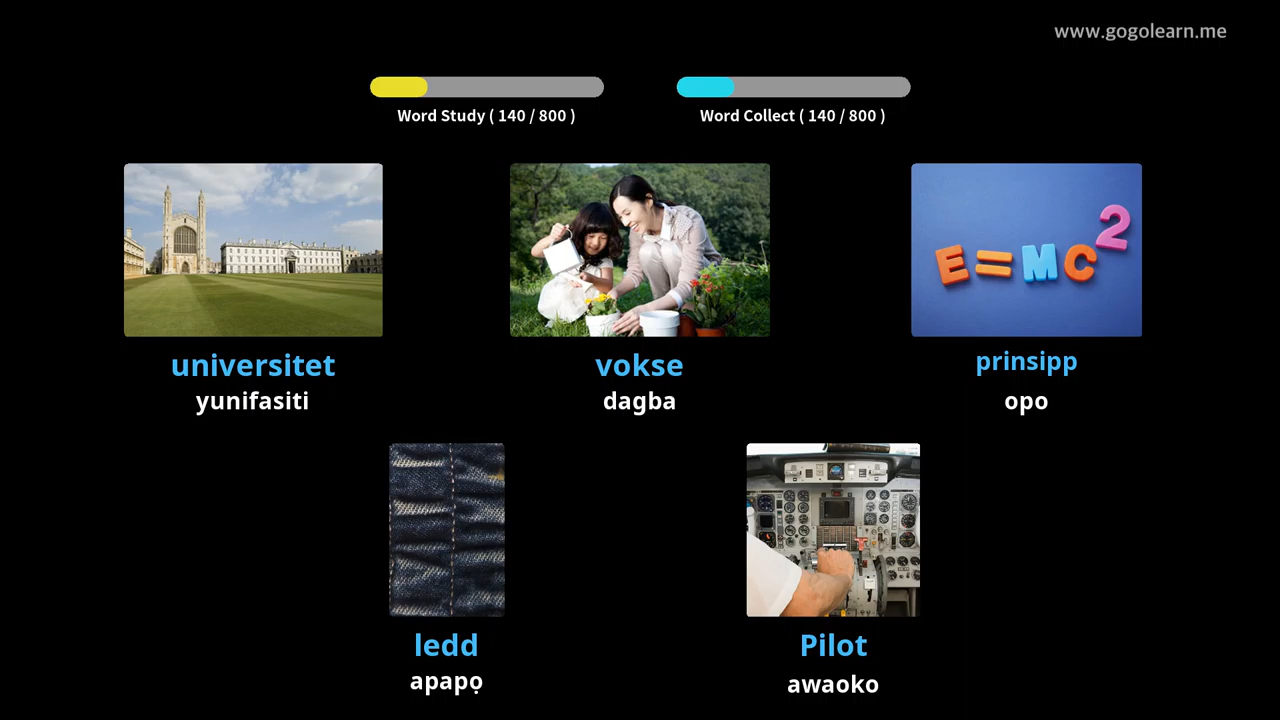 www.gogolearn.me
Word Study ( 140 / 800 )
Word Collect ( 140 / 800 )
E=MC2
universitet
yunifasiti
vokse
dagba
prinsipp
opo
ledd
apapọ
Pilot
awaoko